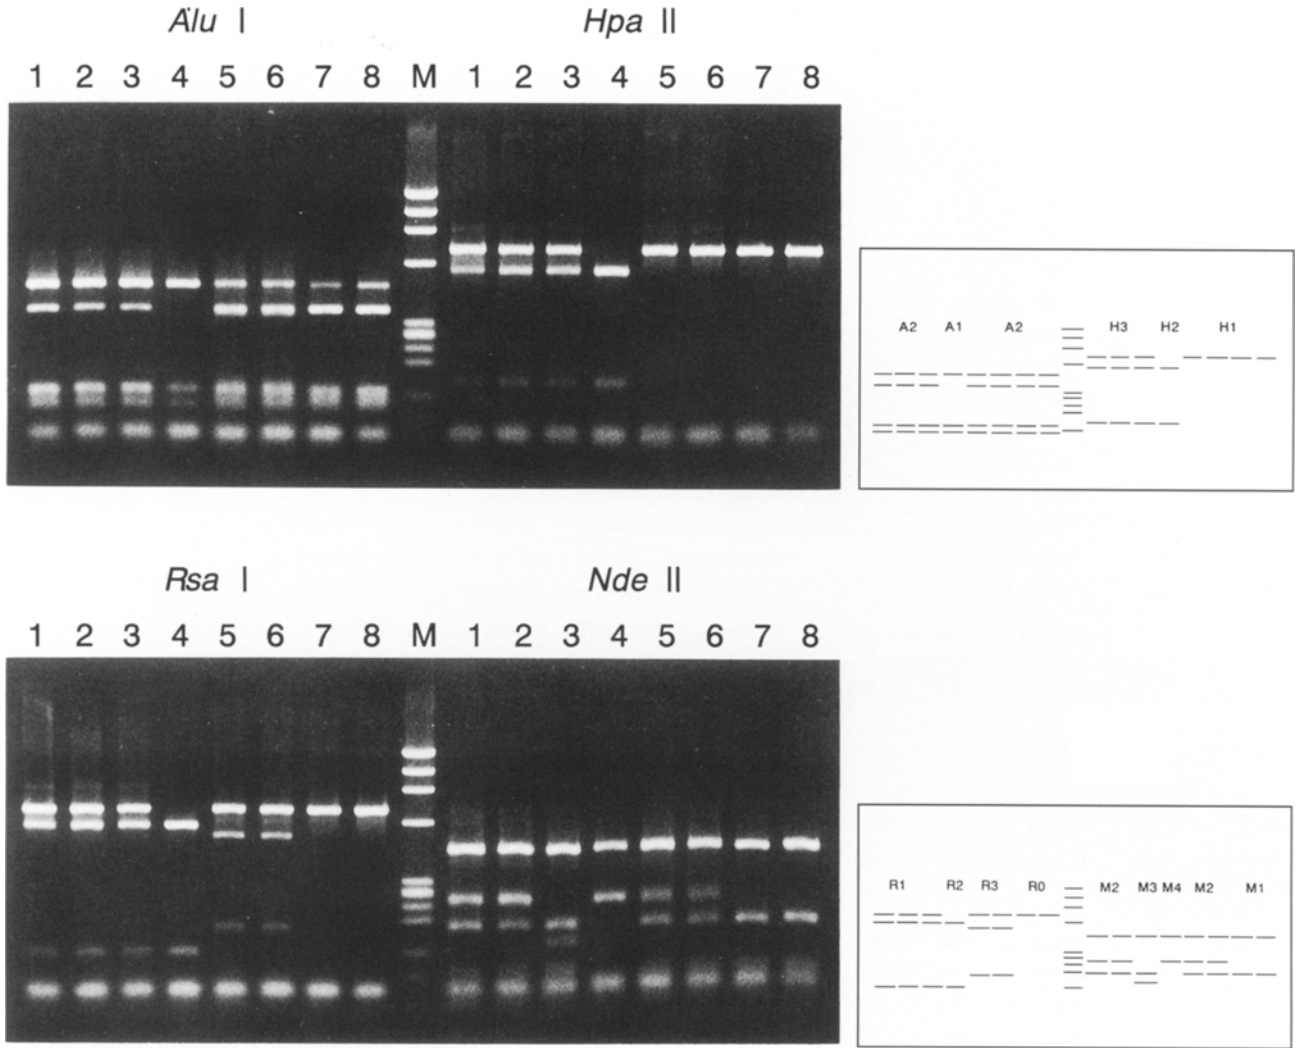 Alu I Hpa II
1 2 3 4 5 6 7 8 M 1 2 3 4 5 6 7 8
A2 A1 A2 H3 H2 H1
Rsa I Nde II
1 2 3 4 5 6 7 8 M 1 2 3 4 5 6 7 8
R1 R2 R3 R0 M2 M3 M4 M2 M1